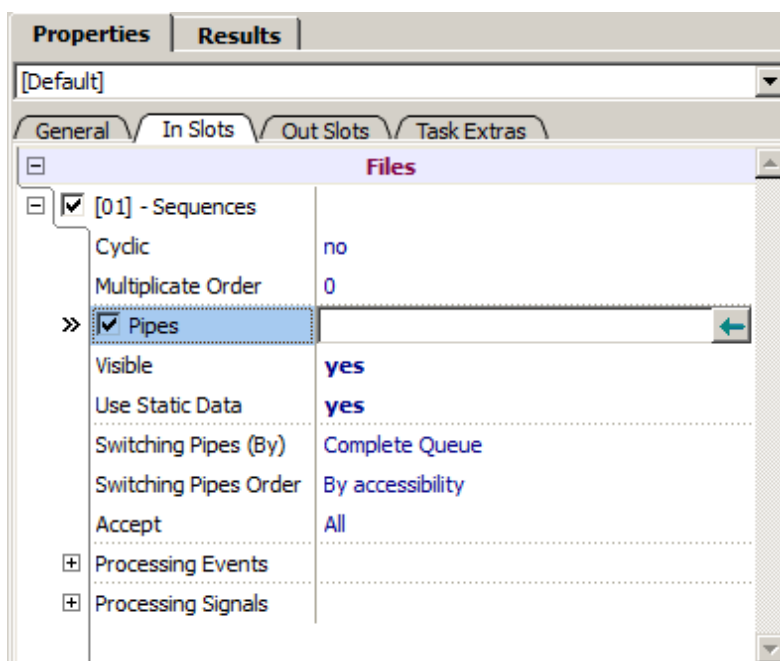 Properties Results
[Default]
General In Slots Out Slots Task Extras
Files
[01] - Sequences
Cyclic no
Multiplicate Order 0
Pipes
Visible yes
Use Static Data yes
Switching Pipes (By) Complete Queue
Switching Pipes Order By accessibility
Accept All
Processing Events
Processing Signals